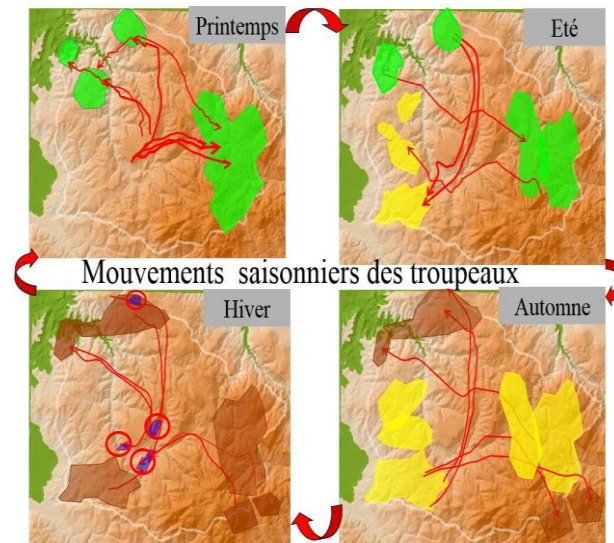 Printemps
Eté
Mouvements saisonniers des troupeaux
Hiver
Automne